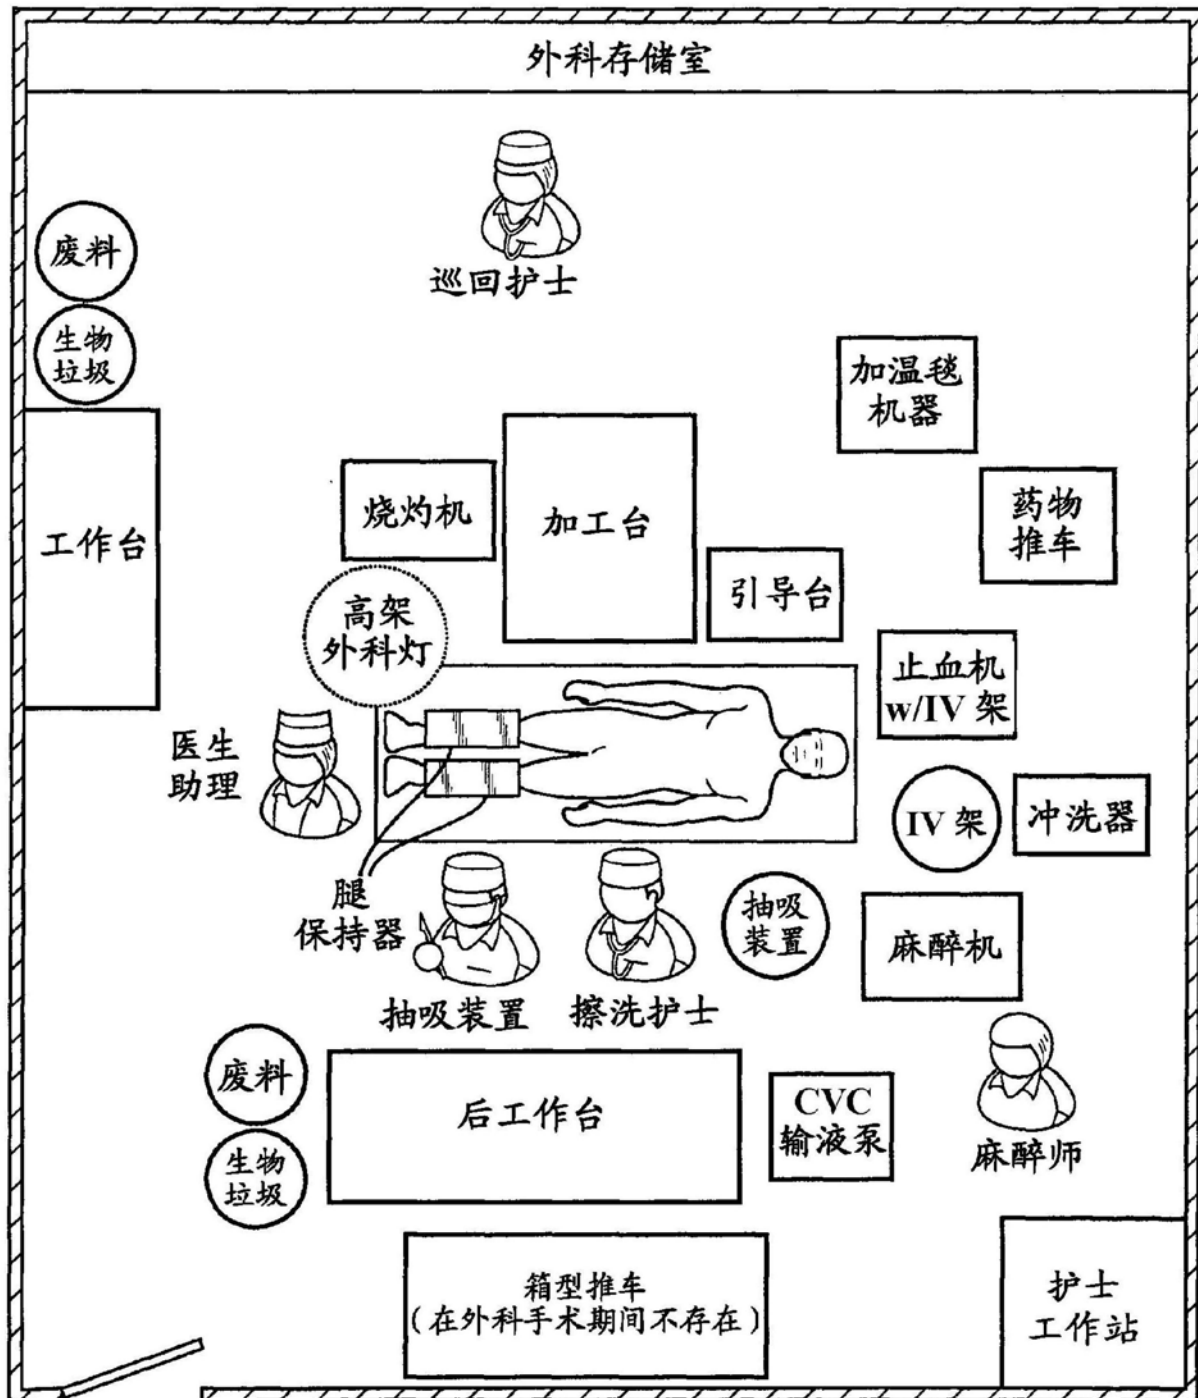 外科存储室
巡回护士
废料
生物
垃圾
工作台
加温毯
机器
烧灼机
加工台
药物
推车
引导台
高架
外科灯
止血机
w/IV 架
医生
助理
IV 架
冲洗器
腿
保持器
抽吸
装置
麻醉机
抽吸装置
擦洗护士
废料
生物
垃圾
后工作台
CVC
输液泵
麻醉师
箱型推车
(在外科手术期间不存在)
护士
工作站